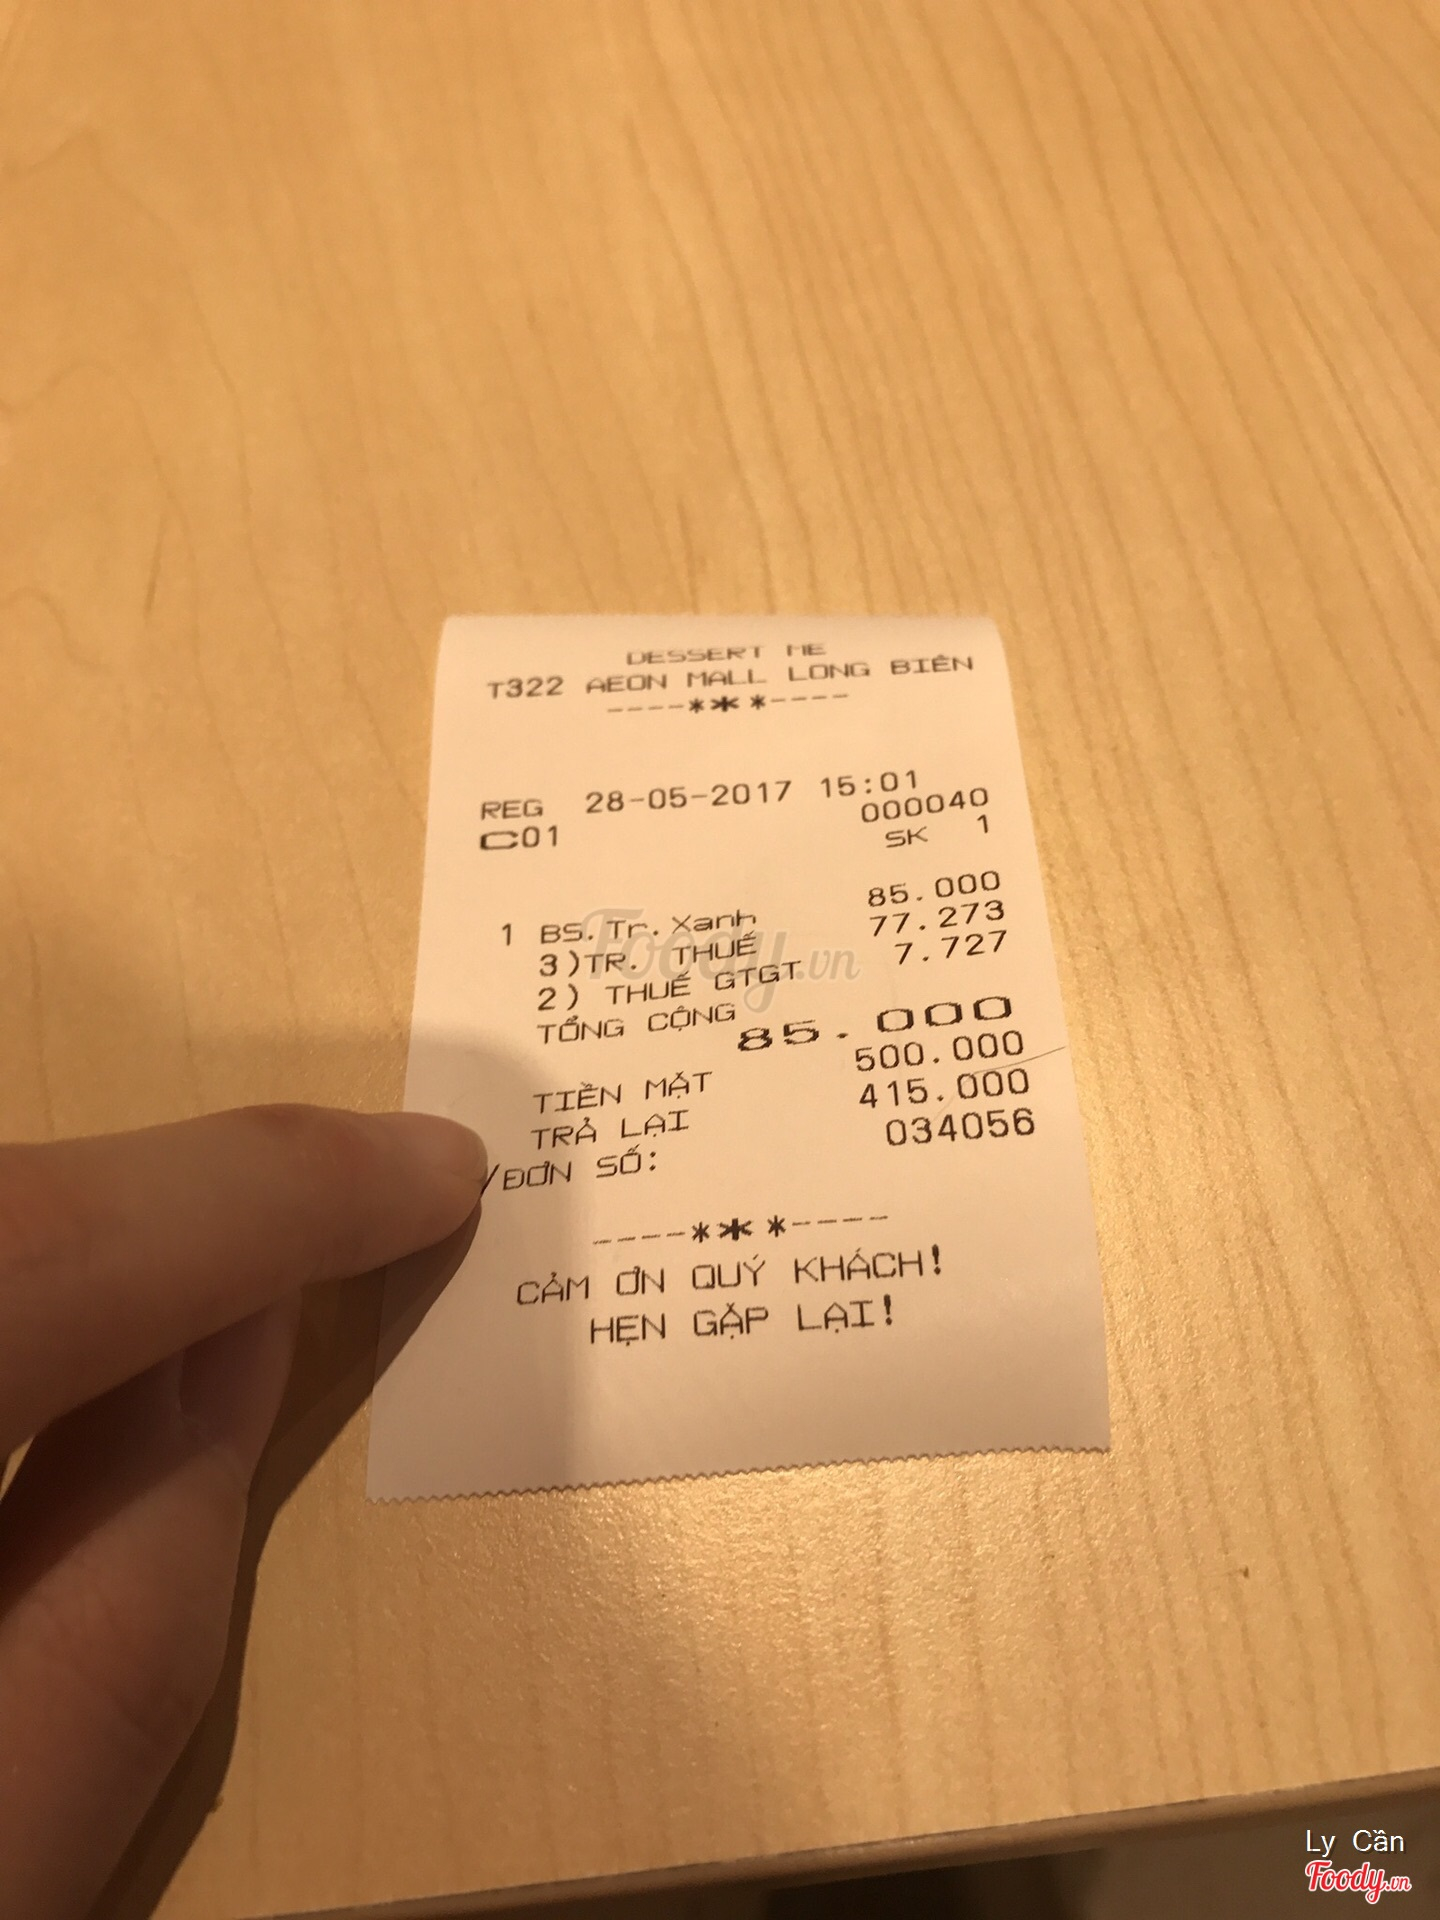 DESSERT ME
T322 AEON MALL LONG BIÊN
----***----
REG 28-05-2017 15:01
C01 000040
SK 1
1 BS.Tr.Xanh 85.000
3)TR. THUẾ 77.273
2) THUẾ GTGT 7.727
TỔNG CỘNG 85.000
TIỀN MẶT 500.000
TRẢ LẠI 415.000
/ĐƠN SỐ: 034056
----***----
CẢM ƠN QUÝ KHÁCH!
HẸN GẶP LẠI!
Foody.vn
Ly Cần
Foody.vn